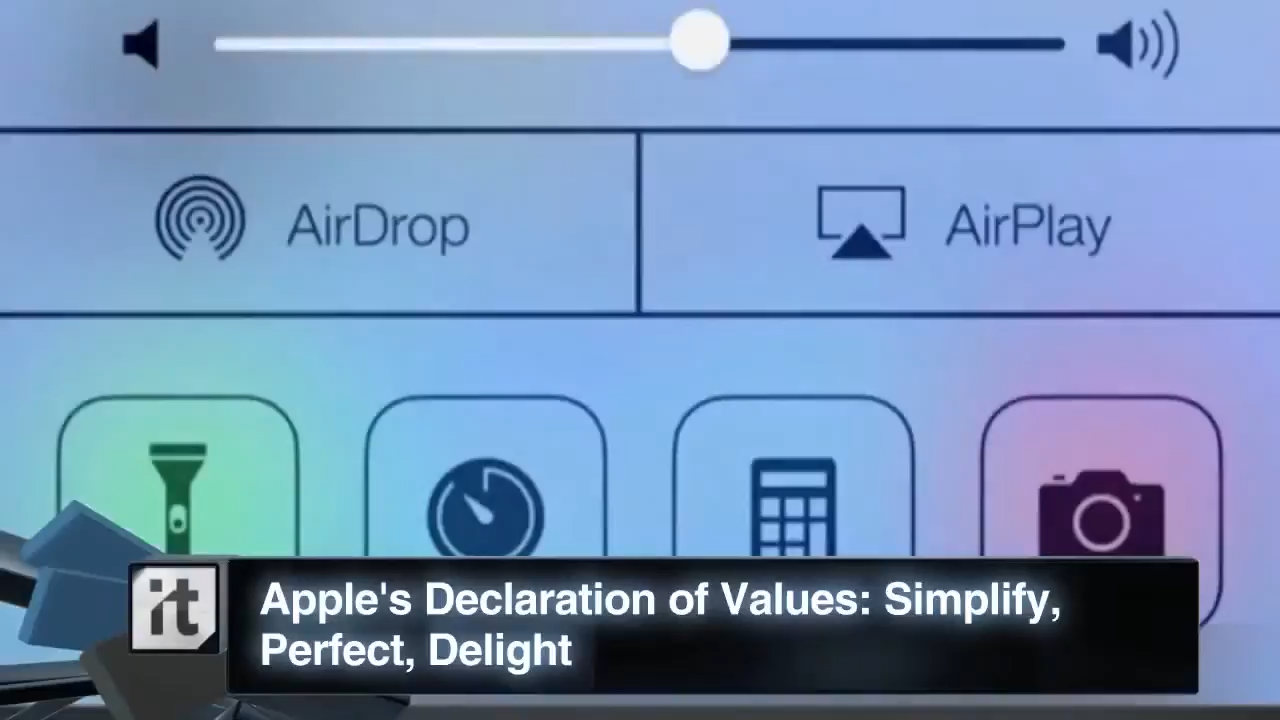 AirDrop
AirPlay
it
Apple's Declaration of Values: Simplify,
Perfect, Delight